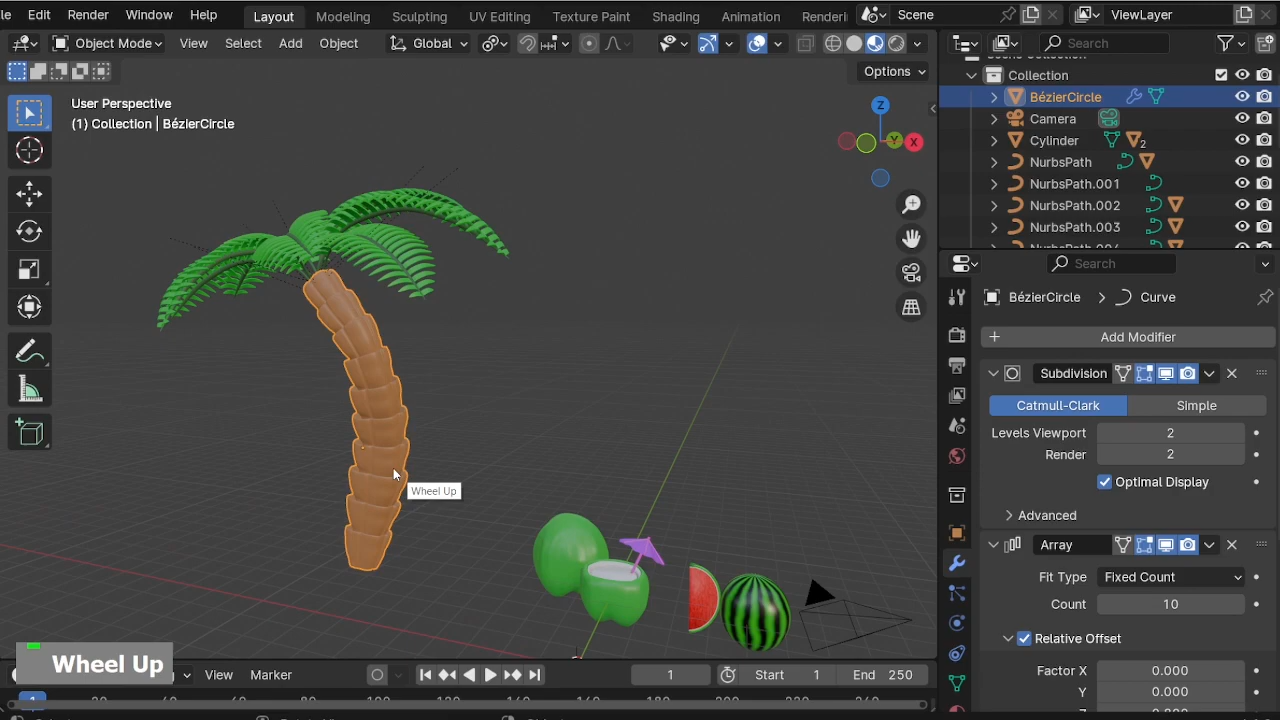 le Edit Render Window Help Layout Modeling Sculpting UV Editing Texture Paint Shading Animation Renderi Scene ViewLayer
Object Mode View Select Add Object Global Search
Options
User Perspective
(1) Collection | BézierCircle
Z
Y X
Collection
BézierCircle
Camera
Cylinder 2
NurbsPath
NurbsPath.001
NurbsPath.002
NurbsPath.003
Search
BézierCircle > Curve
Add Modifier
Subdivision
Catmull-Clark Simple
Levels Viewport 2
Render 2
Optimal Display
Advanced
Array
Fit Type Fixed Count
Count 10
Relative Offset
Factor X 0.000
Y 0.000
Wheel Up
Wheel Up
View Marker 1 Start 1 End 250
1